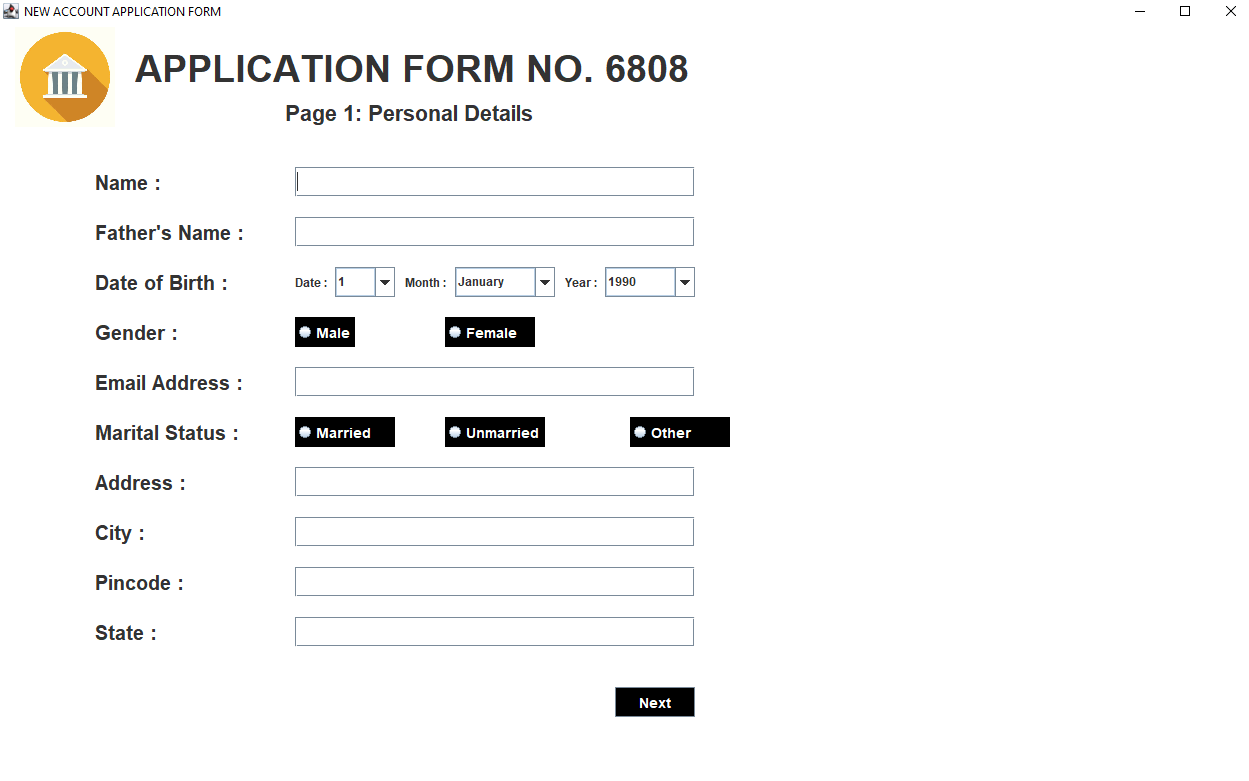 NEW ACCOUNT APPLICATION FORM
APPLICATION FORM NO. 6808
Page 1: Personal Details
Name :
Father's Name :
Date of Birth : Date : 1 Month : January Year : 1990
Gender : Male Female
Email Address :
Marital Status : Married Unmarried Other
Address :
City :
Pincode :
State :
Next